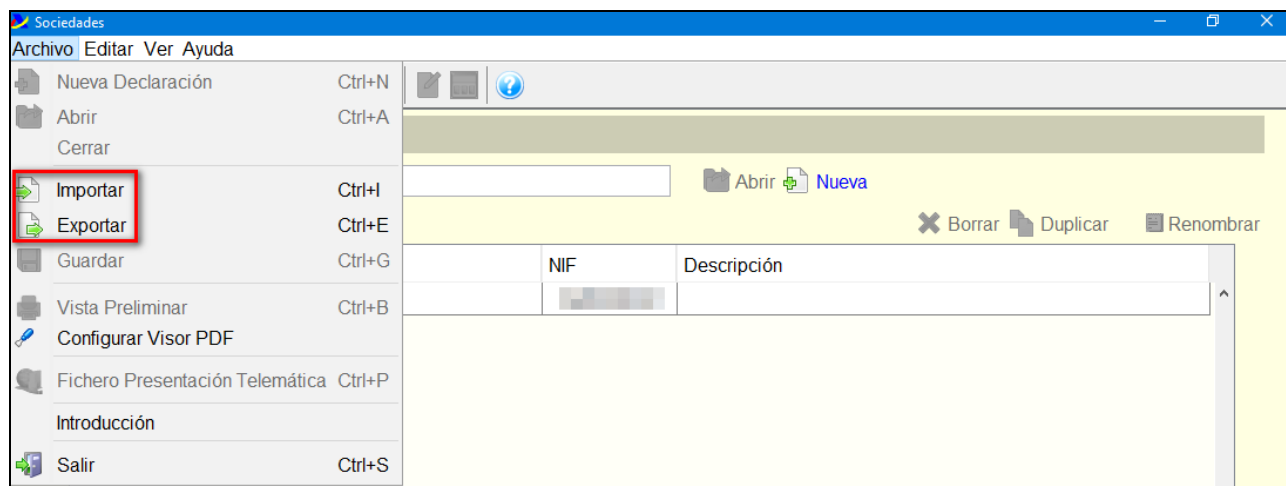 Sociedades
Archivo Editar Ver Ayuda
Nueva Declaración Ctrl+N
Abrir Ctrl+A
Cerrar
Importar Ctrl+I
Exportar Ctrl+E
Guardar Ctrl+G
Vista Preliminar Ctrl+B
Configurar Visor PDF
Fichero Presentación Telemática Ctrl+P
Introducción
Salir Ctrl+S
Abrir Nueva
Borrar Duplicar Renombrar
NIF Descripción